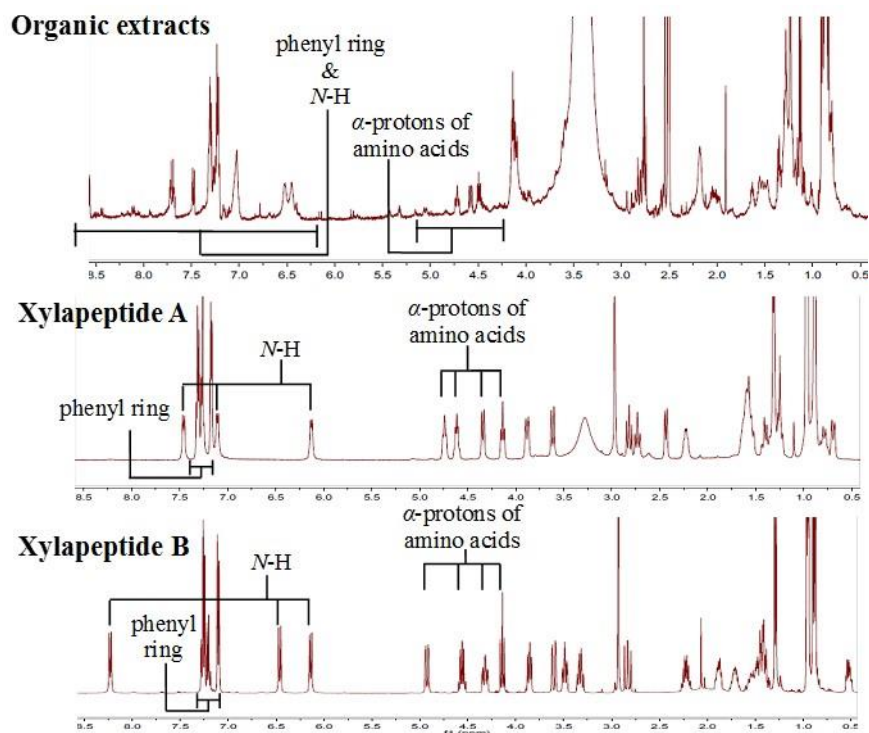 Organic extracts
phenyl ring
&
N-H
α-protons of
amino acids
8.5 8.0 7.5 7.0 6.5 6.0 5.5 5.0 4.5 4.0 3.5 3.0 2.5 2.0 1.5 1.0 0.5
Xylapeptide A
α-protons of
amino acids
N-H
phenyl ring
8.5 8.0 7.5 7.0 6.5 6.0 5.5 5.0 4.5 4.0 3.5 3.0 2.5 2.0 1.5 1.0 0.5
Xylapeptide B
α-protons of
amino acids
N-H
phenyl
ring
8.5 8.0 7.5 7.0 6.5 6.0 5.5 5.0 4.5 4.0 3.5 3.0 2.5 2.0 1.5 1.0 0.5